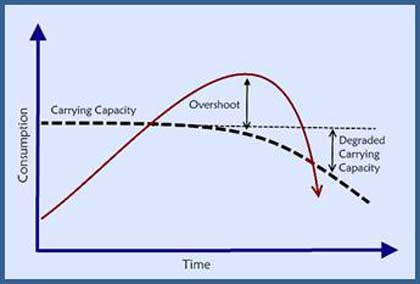 Carrying Capacity
Overshoot
Degraded
Carrying
Capacity
Consumption
Time